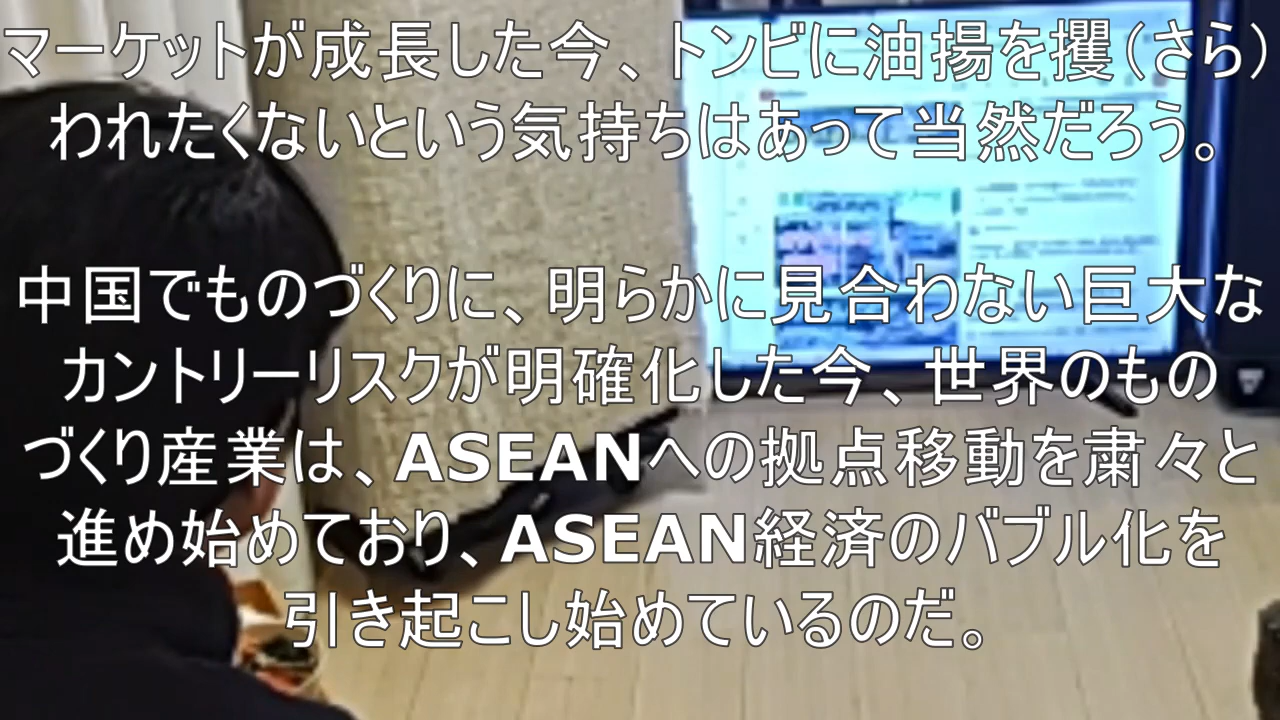 マーケットが成長した今、トンビに油揚を攫（さら）
われたくないという気持ちはあって当然だろう。
中国でものづくりに、明らかに見合わない巨大な
カントリーリスクが明確化した今、世界のもの
づくり産業は、ASEANへの拠点移動を粛々と
進め始めており、ASEAN経済のバブル化を
引き起こし始めているのだ。